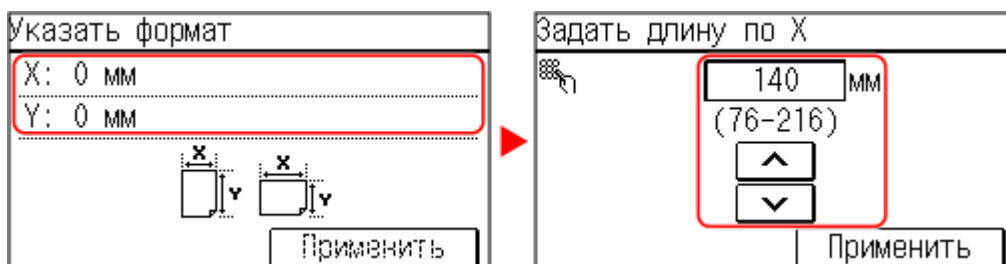 Указать формат
X: 0 мм
Y: 0 мм
X
Y
X
Y
Применить
Задать длину по X
140 мм
(76-216)
Применить